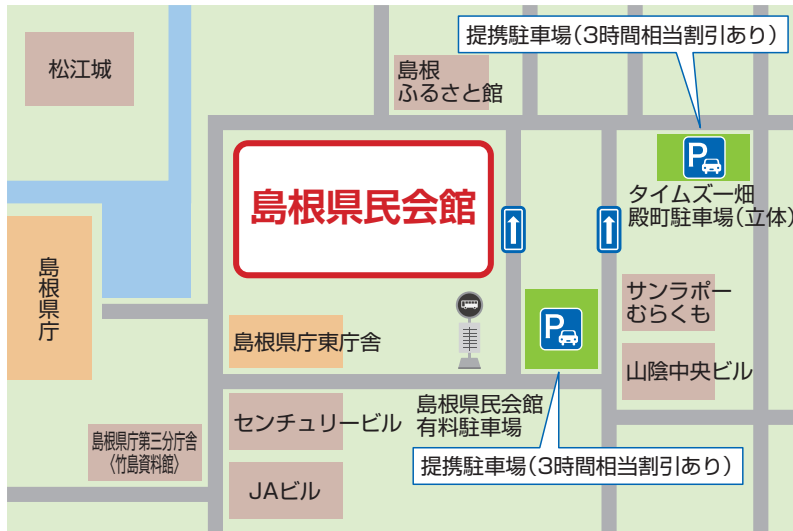 提携駐車場（3時間相当割引あり）
松江城
島根
ふるさと館
P
島根県民会館
タイムズ一畑
殿町駐車場（立体）
島根県庁
サンラポー
むらくも
P
島根県庁東庁舎
山陰中央ビル
センチュリービル
島根県民会館
有料駐車場
島根県庁第三分庁舎
〈竹島資料館〉
提携駐車場（3時間相当割引あり）
JAビル